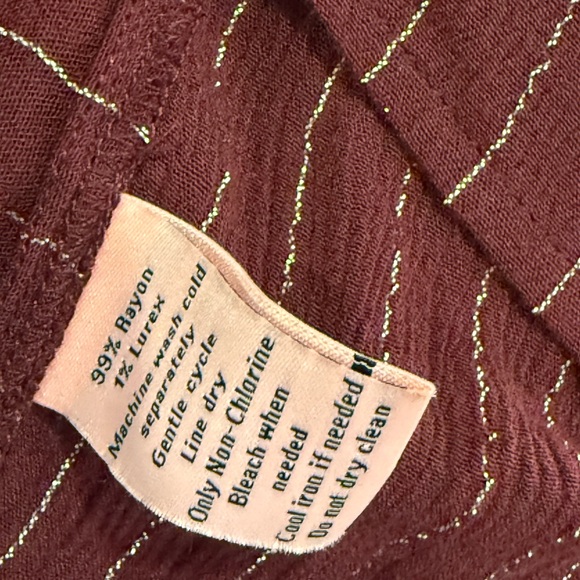 99% Rayon
1% Lurex
Machine wash cold
separately
Gentle cycle
Line dry
Only Non-Chlorine
Bleach when
needed
Cool iron if needed
Do not dry clean